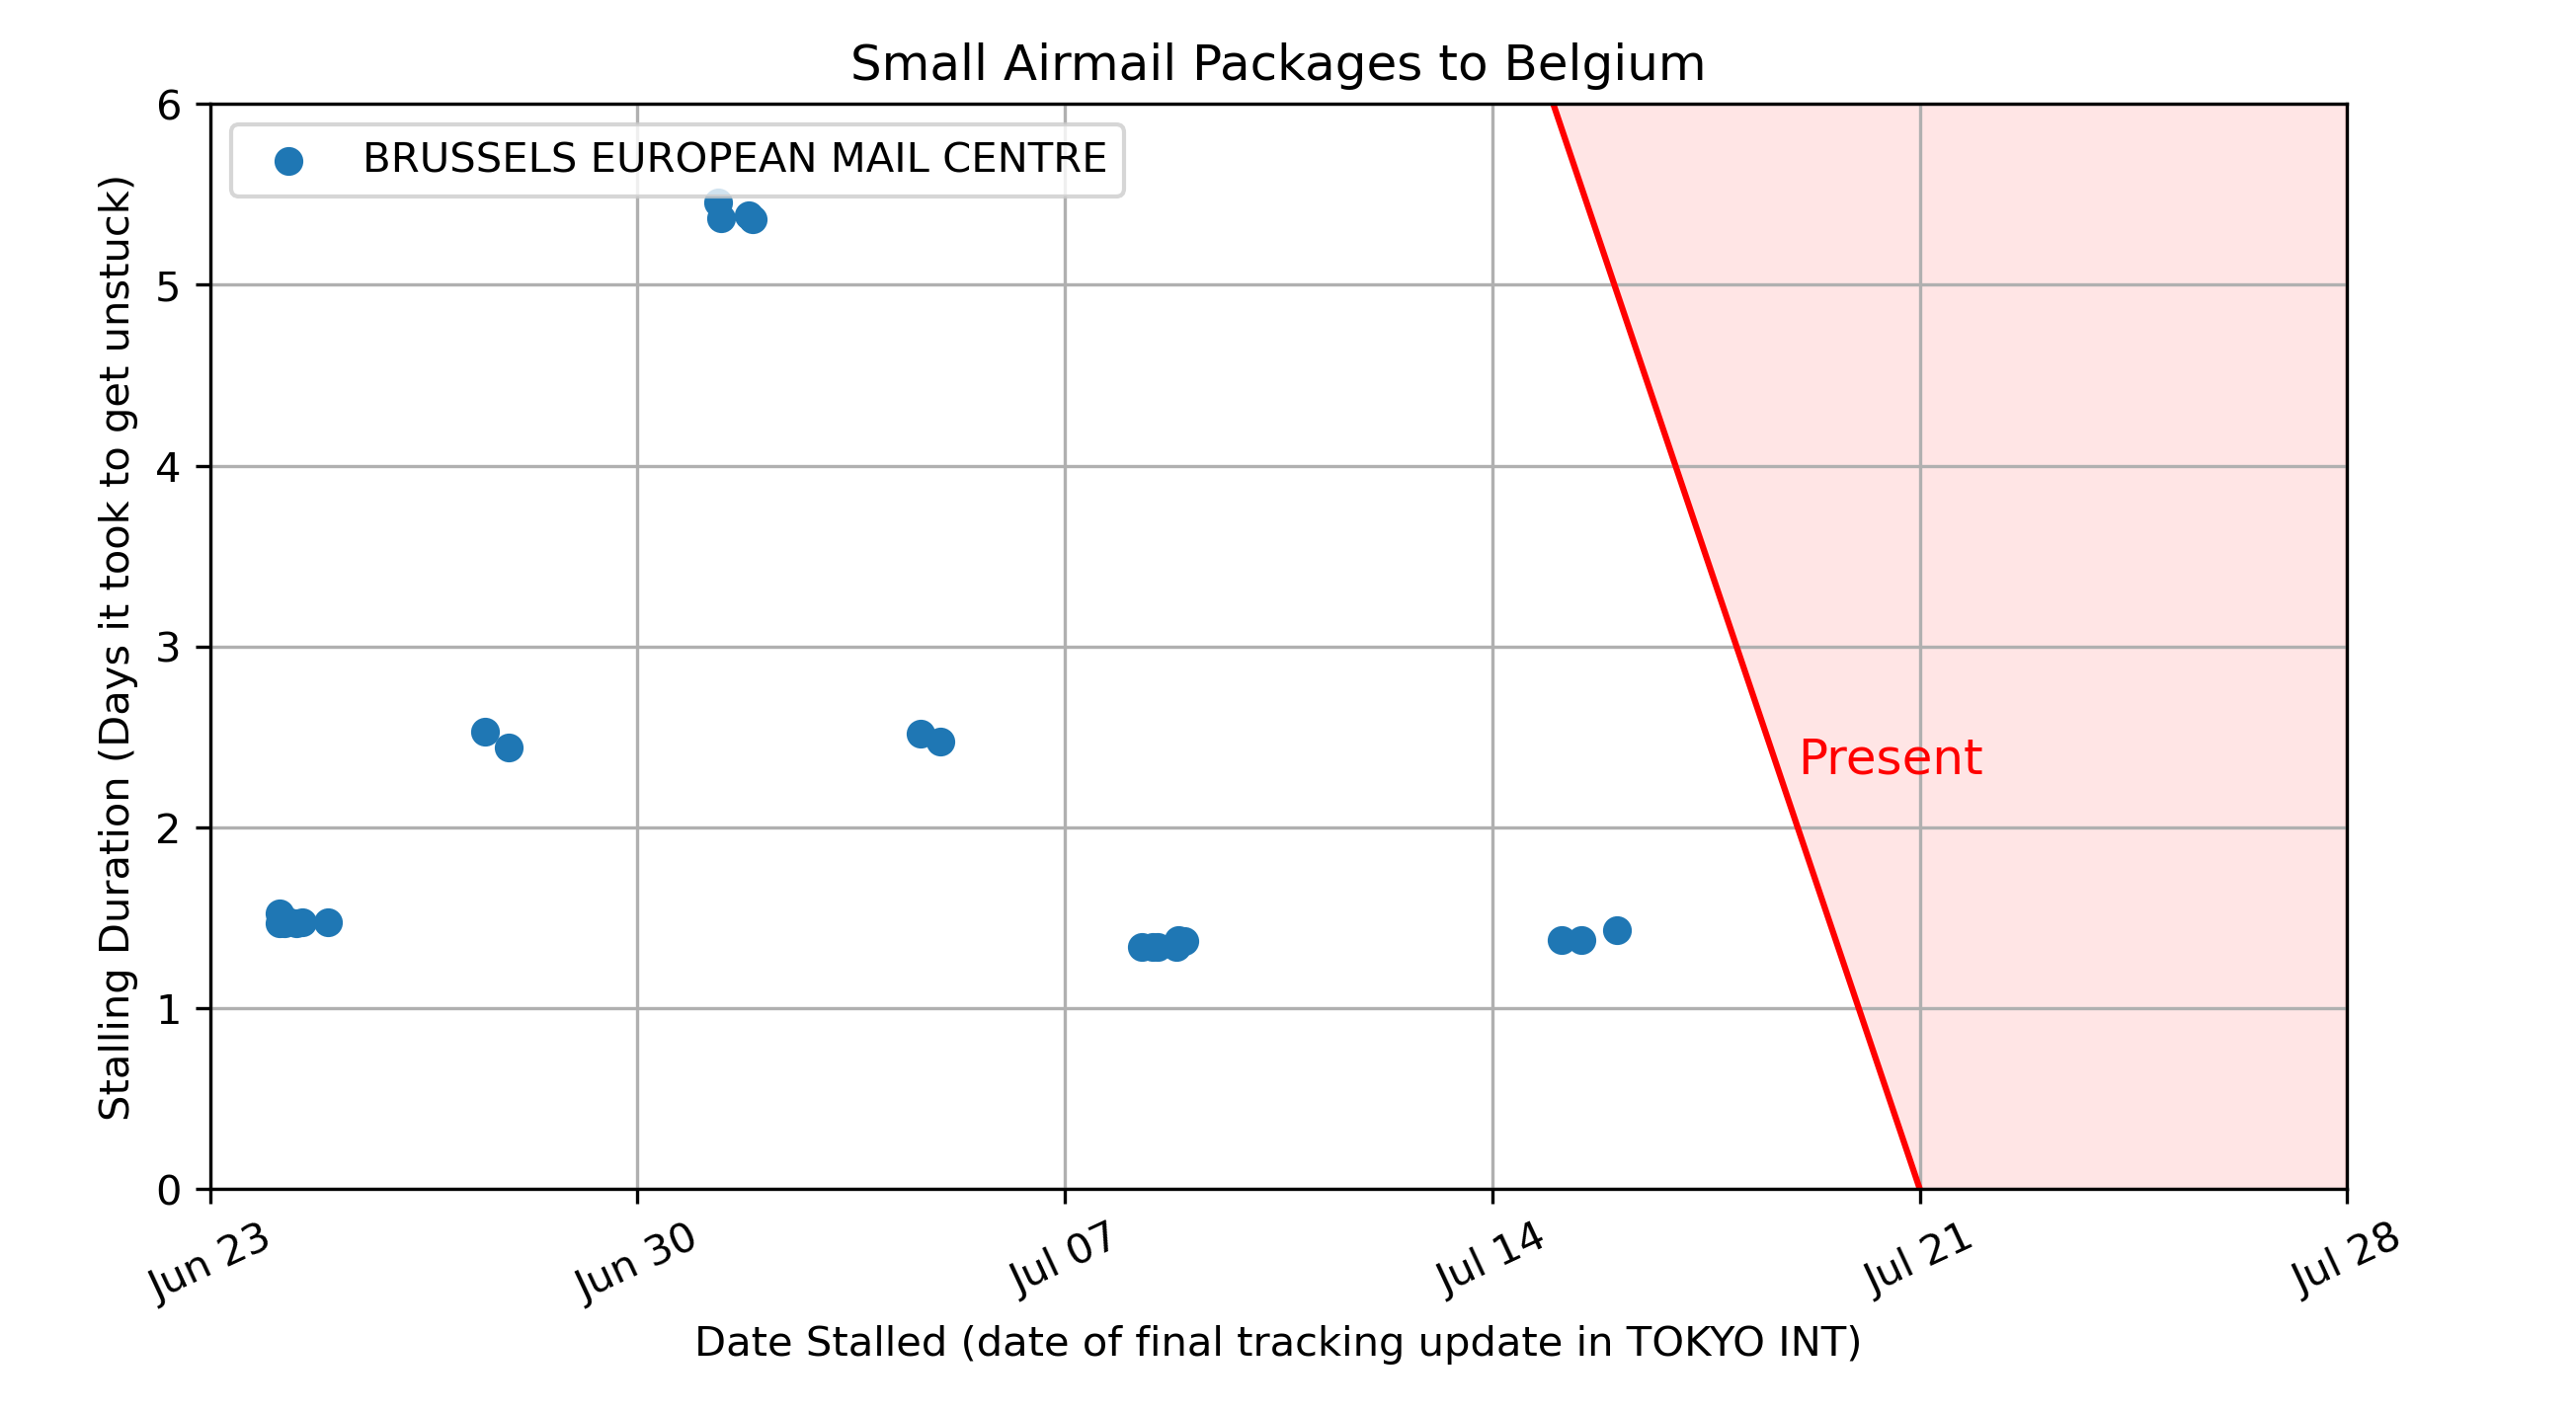 Small Airmail Packages to Belgium
BRUSSELS EUROPEAN MAIL CENTRE
Stalling Duration (Days it took to get unstuck)
6
5
4
3
2
1
0
Present
Jun 23
Jun 30
Jul 07
Jul 14
Jul 21
Jul 28
Date Stalled (date of final tracking update in TOKYO INT)